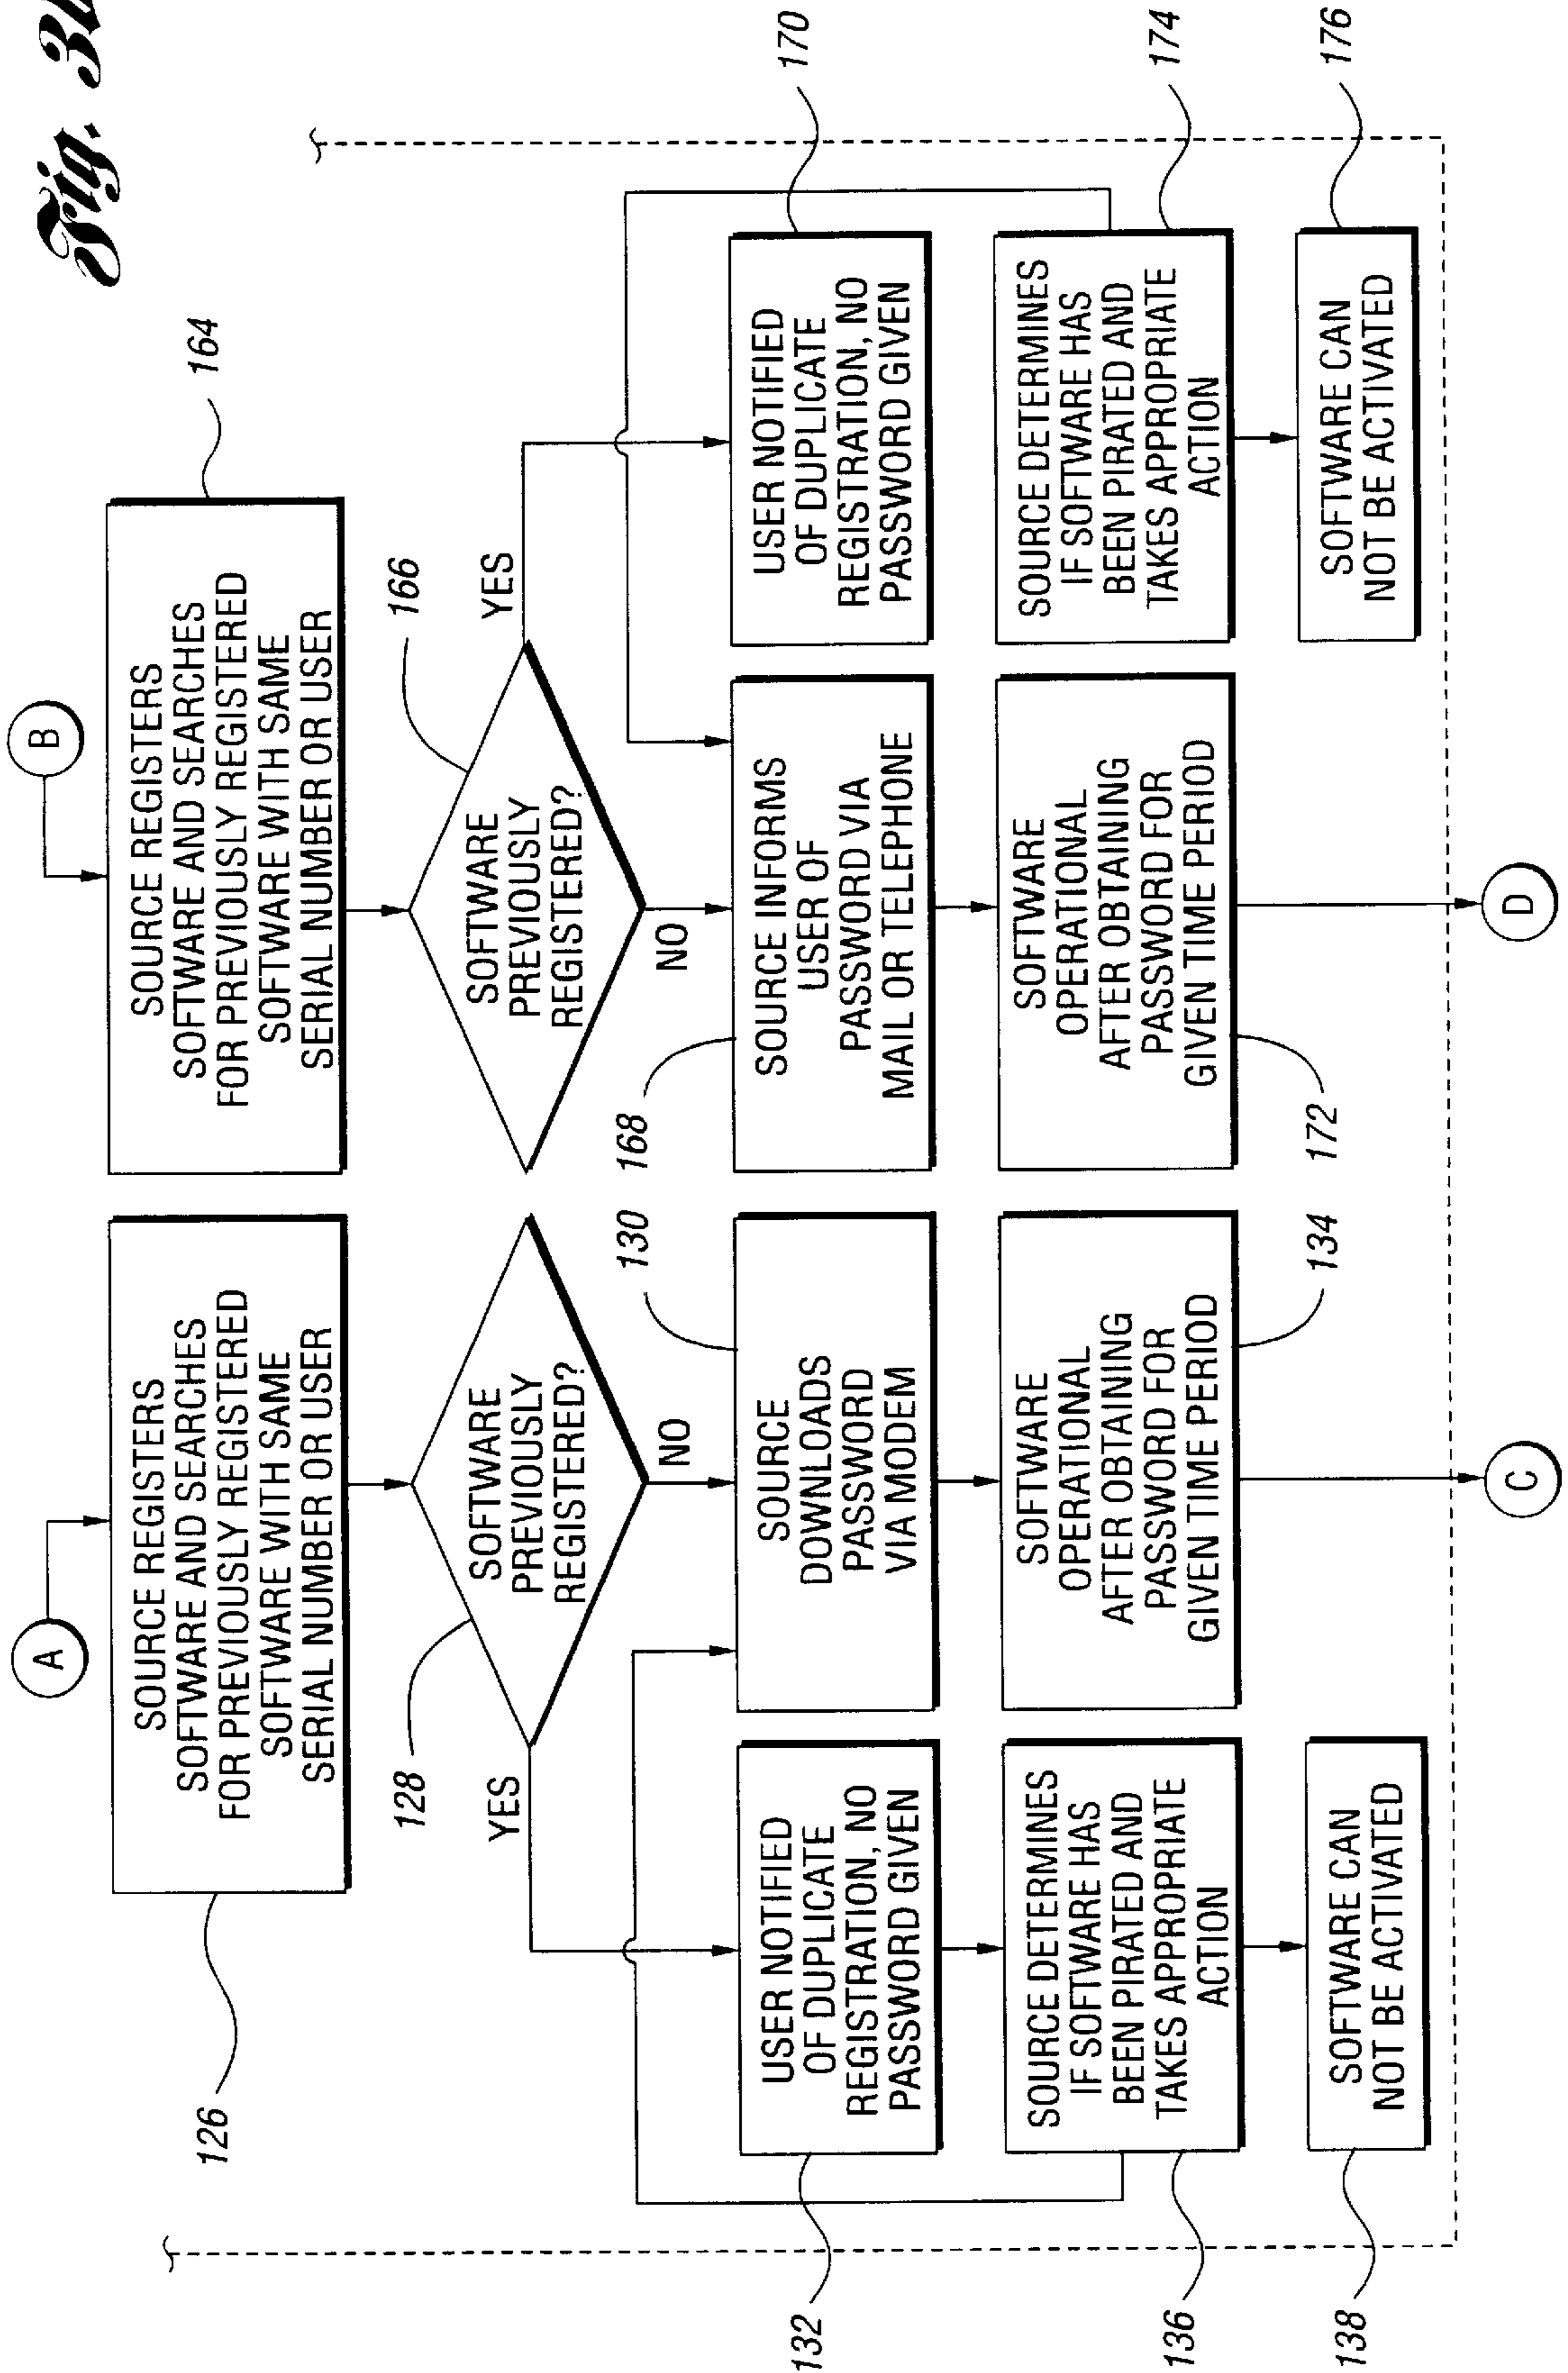 Fig. 3
A
SOURCE REGISTERS
SOFTWARE AND SEARCHES
FOR PREVIOUSLY REGISTERED
SOFTWARE WITH SAME
SERIAL NUMBER OR USER
126
SOFTWARE
PREVIOUSLY
REGISTERED?
128
YES
NO
USER NOTIFIED
OF DUPLICATE
REGISTRATION, NO
PASSWORD GIVEN
132
SOURCE
DOWNLOADS
PASSWORD
VIA MODEM
130
SOURCE DETERMINES
IF SOFTWARE HAS
BEEN PIRATED AND
TAKES APPROPRIATE
ACTION
136
SOFTWARE
OPERATIONAL
AFTER OBTAINING
PASSWORD FOR
GIVEN TIME PERIOD
134
SOFTWARE CAN
NOT BE ACTIVATED
138
C
B
SOURCE REGISTERS
SOFTWARE AND SEARCHES
FOR PREVIOUSLY REGISTERED
SOFTWARE WITH SAME
SERIAL NUMBER OR USER
164
SOFTWARE
PREVIOUSLY
REGISTERED?
166
YES
NO
SOURCE INFORMS
USER OF
PASSWORD VIA
MAIL OR TELEPHONE
168
USER NOTIFIED
OF DUPLICATE
REGISTRATION, NO
PASSWORD GIVEN
170
SOFTWARE
OPERATIONAL
AFTER OBTAINING
PASSWORD FOR
GIVEN TIME PERIOD
172
SOURCE DETERMINES
IF SOFTWARE HAS
BEEN PIRATED AND
TAKES APPROPRIATE
ACTION
174
SOFTWARE CAN
NOT BE ACTIVATED
176
D